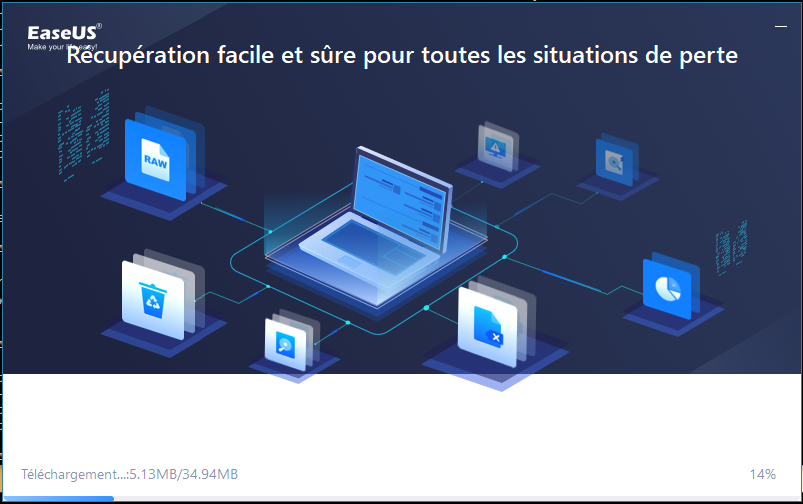 EaseUS®
Make your life easy!
Récupération facile et sûre pour toutes les situations de perte
RAW
Téléchargement...:5.13MB/34.94MB
14%